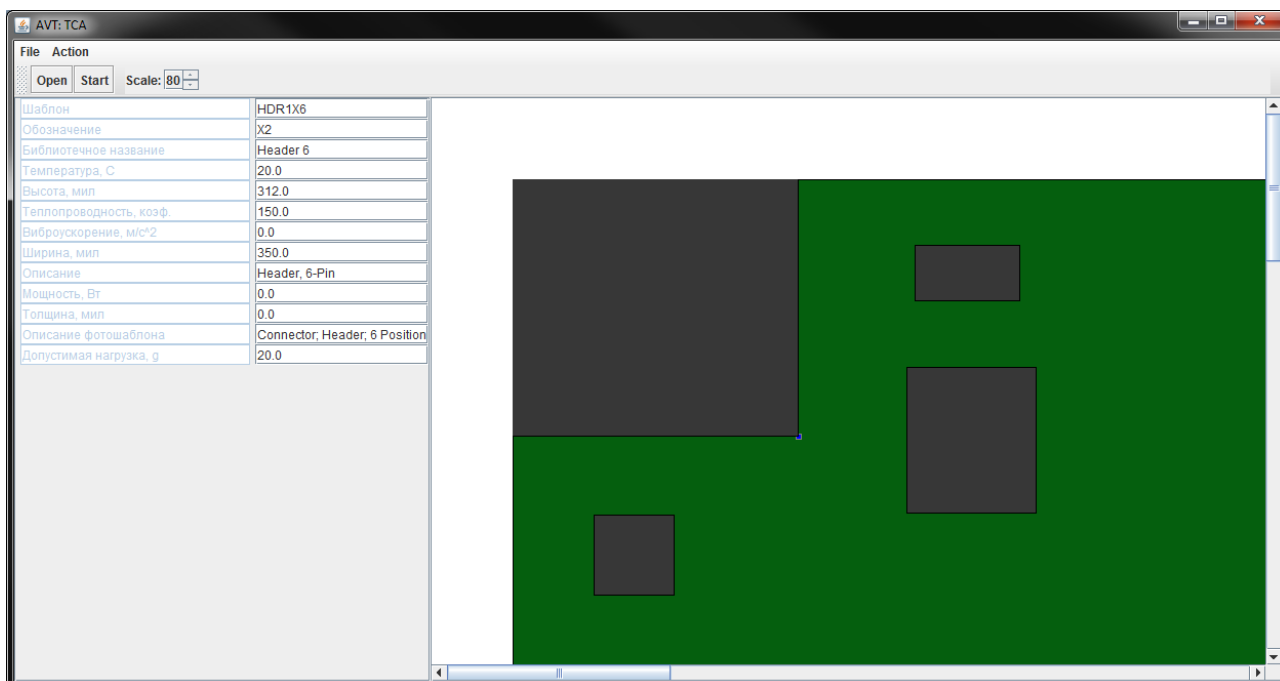 AVT: TCA
File Action
Open Start Scale: 80
Шаблон HDR1X6
Обозначение X2
Библиотечное название Header 6
Температура, С 20.0
Высота, мил 312.0
Теплопроводность, коэф. 150.0
Виброускорение, м/с^2 0.0
Ширина, мил 350.0
Описание Header, 6-Pin
Мощность, Вт 0.0
Толщина, мил 0.0
Описание фотошаблона Connector; Header; 6 Position
Допустимая нагрузка, g 20.0